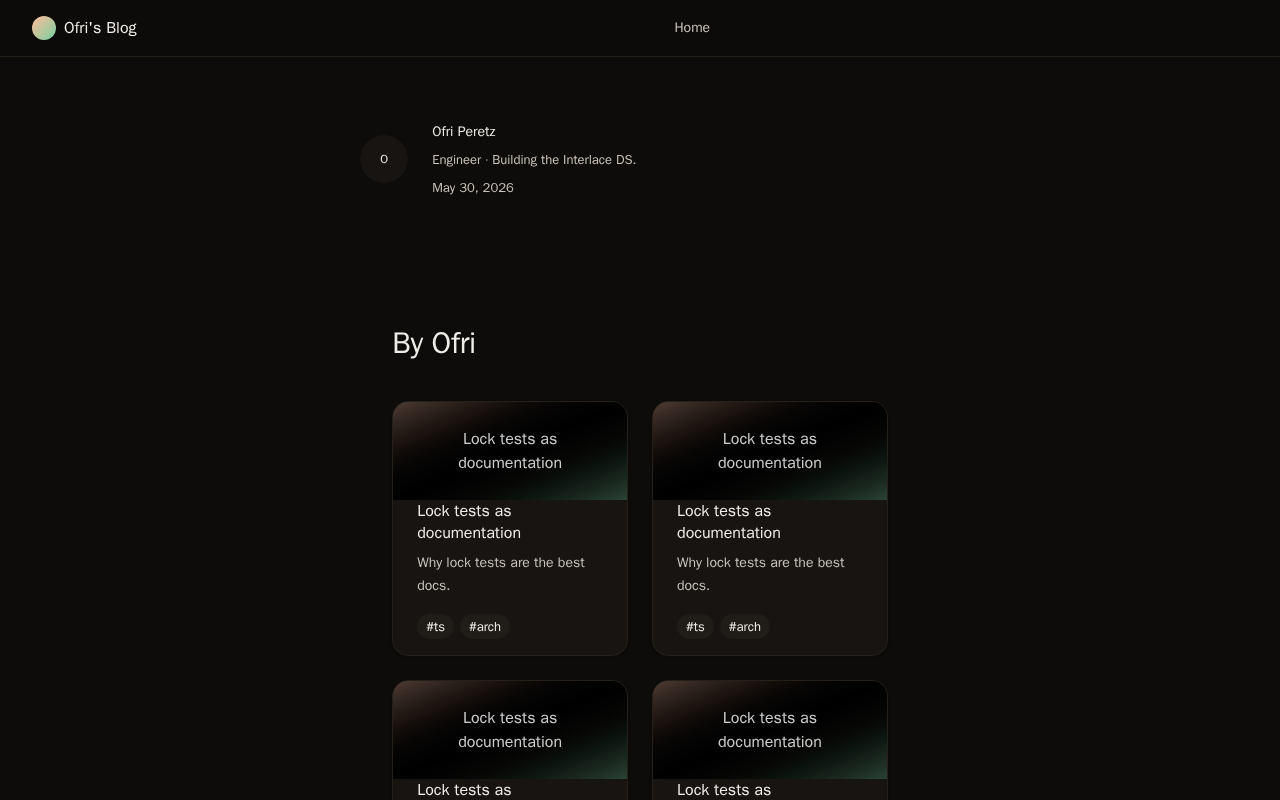 Ofri's Blog
Home
O
Ofri Peretz
Engineer · Building the Interlace DS.
May 30, 2026
By Ofri
Lock tests as
documentation
Lock tests as
documentation
Why lock tests are the best
docs.
#ts #arch
Lock tests as
documentation
Lock tests as
documentation
Why lock tests are the best
docs.
#ts #arch
Lock tests as
documentation
Lock tests as
Lock tests as
documentation
Lock tests as